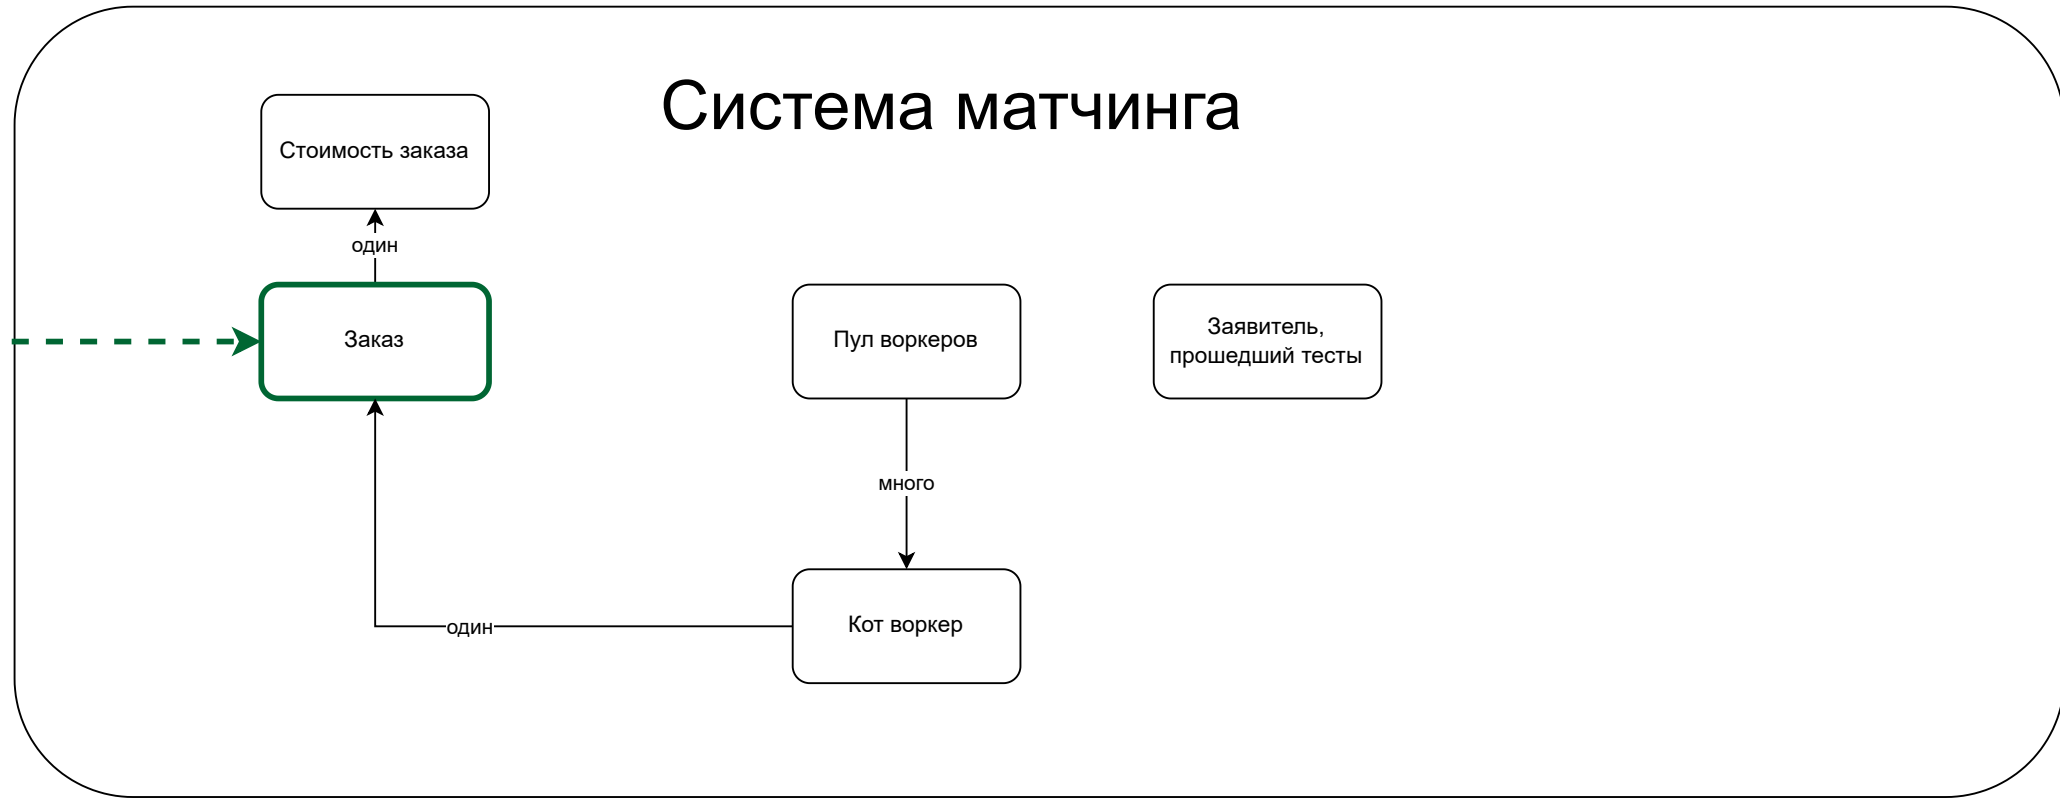 Система матчинга
Стоимость заказа
один
Заказ
Пул воркеров
Заявитель,
прошедший тесты
много
один
Кот воркер